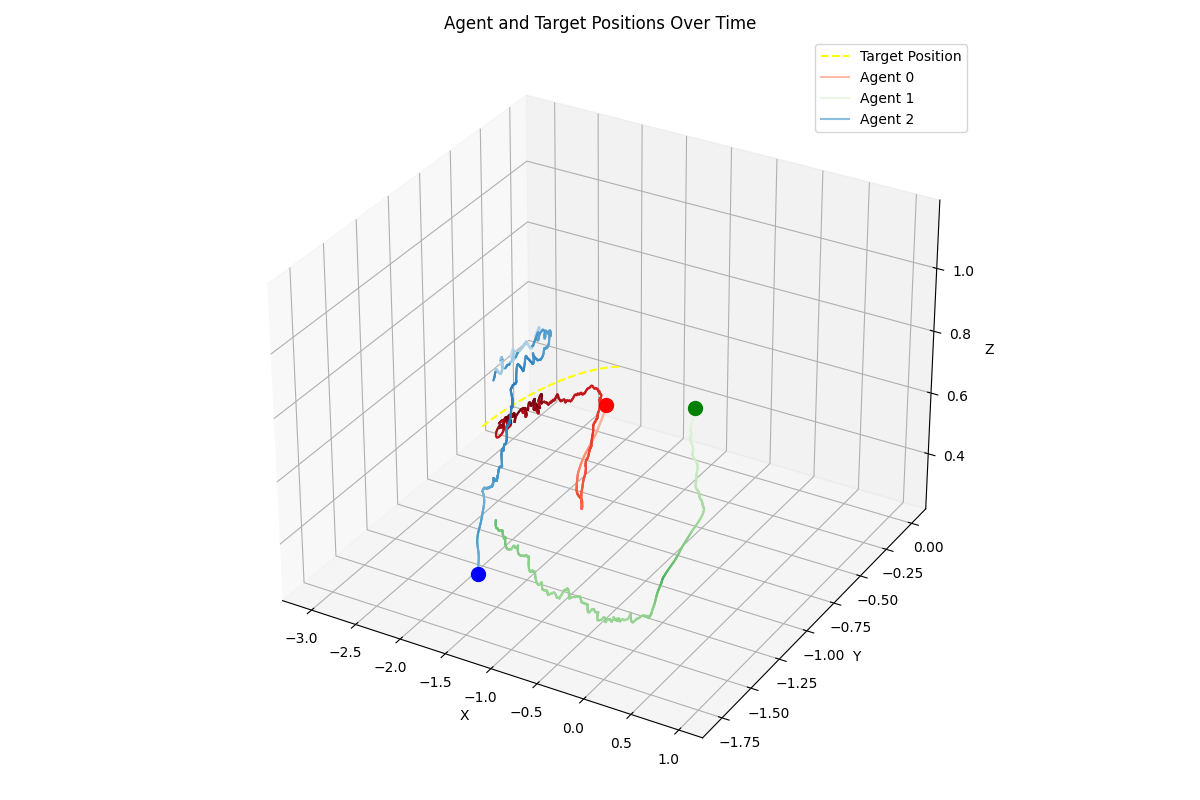 Agent and Target Positions Over Time
Target Position
Agent 0
Agent 1
Agent 2
1.0
0.8
0.6
0.4
Z
0.00
−0.25
−0.50
−0.75
−1.00
−1.25
−1.50
−1.75
Y
−3.0
−2.5
−2.0
−1.5
−1.0
−0.5
0.0
0.5
1.0
X